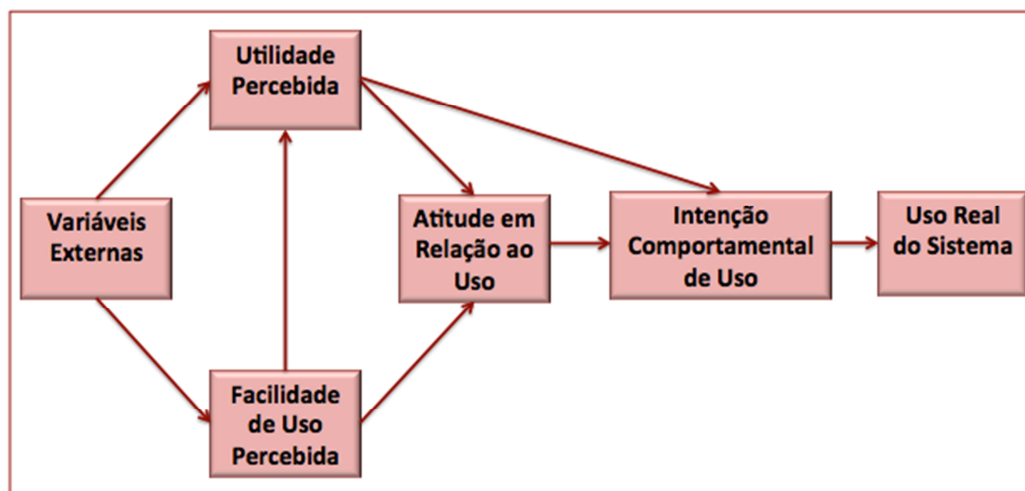 Utilidade
Percebida
Variáveis
Externas
Atitude em
Relação ao
Uso
Intenção
Comportamental
de Uso
Uso Real
do Sistema
Facilidade
de Uso
Percebida